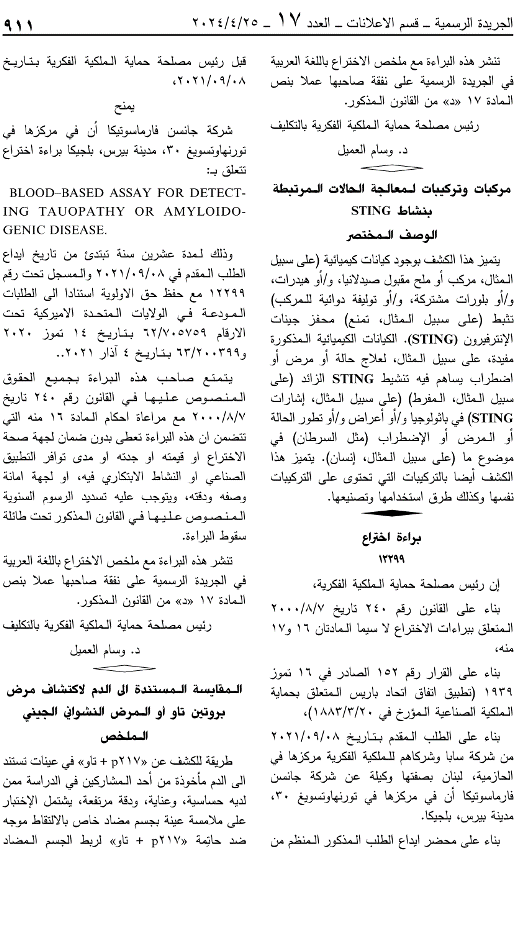 الجريدة الرسمية – قسم الاعلانات – العدد ١٧ – ٢٠٢٤/٤/٢٥
٩١١
تنشر هذه البراءة مع ملخص الاختراع باللغة العربية
في الجريدة الرسمية على نفقة صاحبها عملا بنص
المادة ١٧ «د» من القانون المذكور.
رئيس مصلحة حماية الملكية الفكرية بالتكليف
د. وسام العميل
مركبات وتركيبات لمعالجة الحالات المرتبطة
بنشاط STING
الوصف المختصر
يتميز هذا الكشف بوجود كيانات كيميائية (على سبيل
المثال، مركب أو ملح مقبول صيدلانيا، و/أو هيدرات،
و/أو بلورات مشتركة، و/أو توليفة دوائية للمركب)
تثبط (على سبيل المثال، تمنع) محفز جينات
الإنترفيرون (STING). الكيانات الكيميائية المذكورة
مفيدة، على سبيل المثال، لعلاج حالة أو مرض أو
اضطراب يساهم فيه تنشيط STING الزائد (على
سبيل المثال، المفرط) (على سبيل المثال، إشارات
STING) في باثولوجيا و/أو أعراض و/أو تطور الحالة
أو المرض أو الإضطراب (مثل السرطان) في
موضوع ما (على سبيل المثال، إنسان). يتميز هذا
الكشف أيضا بالتركيبات التي تحتوى على التركيبات
نفسها وكذلك طرق استخدامها وتصنيعها.
براءة اختراع
١٣٢٩٩
إن رئيس مصلحة حماية الملكية الفكرية،
بناء على القانون رقم ٢٤٠ تاريخ ٢٠٠٠/٨/٧
المتعلق ببراءات الاختراع لا سيما المادتان ١٦ و١٧
منه،
بناء على القرار رقم ١٥٢ الصادر في ١٦ تموز
١٩٣٩ (تطبيق اتفاق اتحاد باريس المتعلق بحماية
الملكية الصناعية المؤرخ في ١٨٨٣/٣/٢٠)،
بناء على الطلب المقدم بتاريخ ٢٠٢١/٠٩/٠٨
من شركة سابا وشركاهم للملكية الفكرية مركزها في
الحازمية، لبنان بصفتها وكيلة عن شركة جانسن
فارماسوتيكا أن في مركزها في تورنهاوتسويغ ٣٠،
مدينة بيرس، بلجيكا.
بناء على محضر ايداع الطلب المذكور المنظم من
قبل رئيس مصلحة حماية الملكية الفكرية بتاريخ
٢٠٢١/٠٩/٠٨،
يمنح
شركة جانسن فارماسوتيكا أن في مركزها في
تورنهاوتسويغ ٣٠، مدينة بيرس، بلجيكا براءة اختراع
تتعلق بـ:
BLOOD–BASED ASSAY FOR DETECT-
ING TAUOPATHY OR AMYLOIDO-
GENIC DISEASE.
وذلك لمدة عشرين سنة تبتدئ من تاريخ ايداع
الطلب المقدم في ٢٠٢١/٠٩/٠٨ والمسجل تحت رقم
١٢٢٩٩ مع حفظ حق الاولوية استنادا الى الطلبات
المودعة في الولايات المتحدة الاميركية تحت
الارقام ٦٢/٧٠٥٧٥٩ بتاريخ ١٤ تموز ٢٠٢٠
و٦٣/٢٠٠٣٩٩ بتاريخ ٤ آذار ٢٠٢١..
يتمتع صاحب هذه البراءة بجميع الحقوق
المنصوص عليها في القانون رقم ٢٤٠ تاريخ
٢٠٠٠/٨/٧ مع مراعاة احكام المادة ١٦ منه التي
تتضمن ان هذه البراءة تعطى بدون ضمان لجهة صحة
الاختراع او قيمته او جدته او مدى توافر التطبيق
الصناعي او النشاط الابتكاري فيه، او لجهة امانة
وصفه ودقته، ويتوجب عليه تسديد الرسوم السنوية
المنصوص عليها في القانون المذكور تحت طائلة
سقوط البراءة.
تنشر هذه البراءة مع ملخص الاختراع باللغة العربية
في الجريدة الرسمية على نفقة صاحبها عملا بنص
المادة ١٧ «د» من القانون المذكور.
رئيس مصلحة حماية الملكية الفكرية بالتكليف
د. وسام العميل
المقايسة المستندة الى الدم لاكتشاف مرض
بروتين تاو أو المرض النشواني الجيني
الملخص
طريقة للكشف عن «p٢١٧ + تاو» في عينات تستند
الى الدم مأخوذة من أحد المشاركين في الدراسة ممن
لديه حساسية، وعناية، ودقة مرتفعة، يشتمل الإختبار
على ملامسة عينة بجسم مضاد خاص بالالتقاط موجه
ضد حاتمة «p٢١٧ + تاو» لربط الجسم المضاد